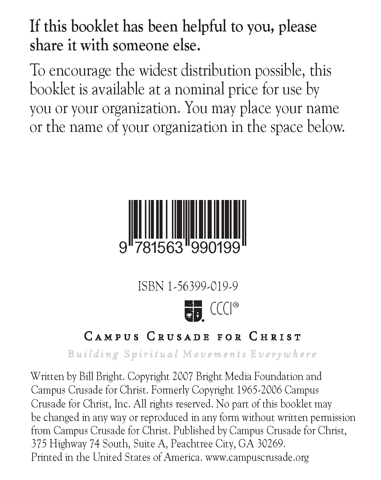 If this booklet has been helpful to you, please
share it with someone else.
To encourage the widest distribution possible, this
booklet is available at a nominal price for use by
you or your organization. You may place your name
or the name of your organization in the space below.
9 781563 990199
ISBN 1-56399-019-9
CCCI®
Campus Crusade for Christ
Building Spiritual Movements Everywhere
Written by Bill Bright. Copyright 2007 Bright Media Foundation and
Campus Crusade for Christ. Formerly Copyright 1965-2006 Campus
Crusade for Christ, Inc. All rights reserved. No part of this booklet may
be changed in any way or reproduced in any form without written permission
from Campus Crusade for Christ. Published by Campus Crusade for Christ,
375 Highway 74 South, Suite A, Peachtree City, GA 30269.
Printed in the United States of America. www.campuscrusade.org